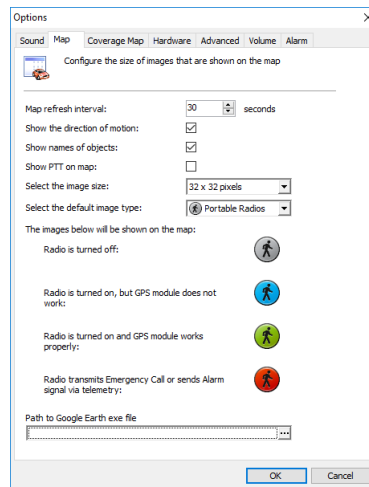 Options
Sound Map Coverage Map Hardware Advanced Volume Alarm
Configure the size of images that are shown on the map
Map refresh interval: 30 seconds
Show the direction of motion:
Show names of objects:
Show PTT on map:
Select the image size: 32 x 32 pixels
Select the default image type: Portable Radios
The images below will be shown on the map:
Radio is turned off:
Radio is turned on, but GPS module does not
work:
Radio is turned on and GPS module works
properly:
Radio transmits Emergency Call or sends Alarm
signal via telemetry:
Path to Google Earth exe file
...
OK Cancel